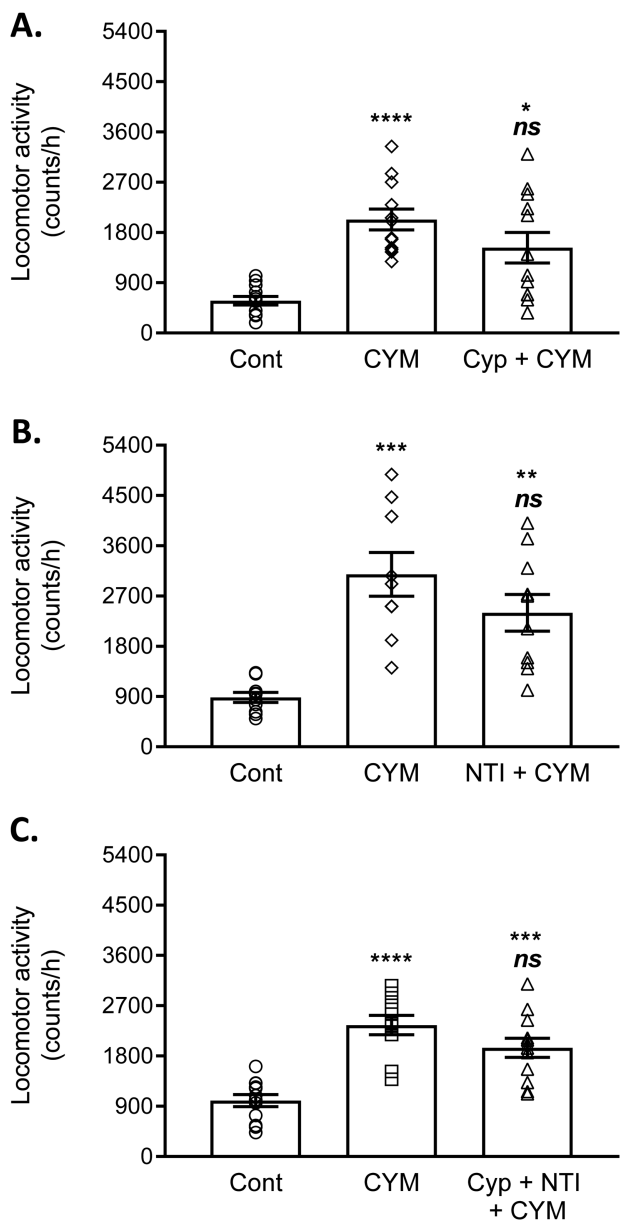 A.
Locomotor activity
(counts/h)
5400
4500
3600
2700
1800
900
0
****
*
ns
Cont
CYM
Cyp + CYM
B.
Locomotor activity
(counts/h)
5400
4500
3600
2700
1800
900
0
***
**
ns
Cont
CYM
NTI + CYM
C.
Locomotor activity
(counts/h)
5400
4500
3600
2700
1800
900
0
****
***
ns
Cont
CYM
Cyp + NTI
+ CYM